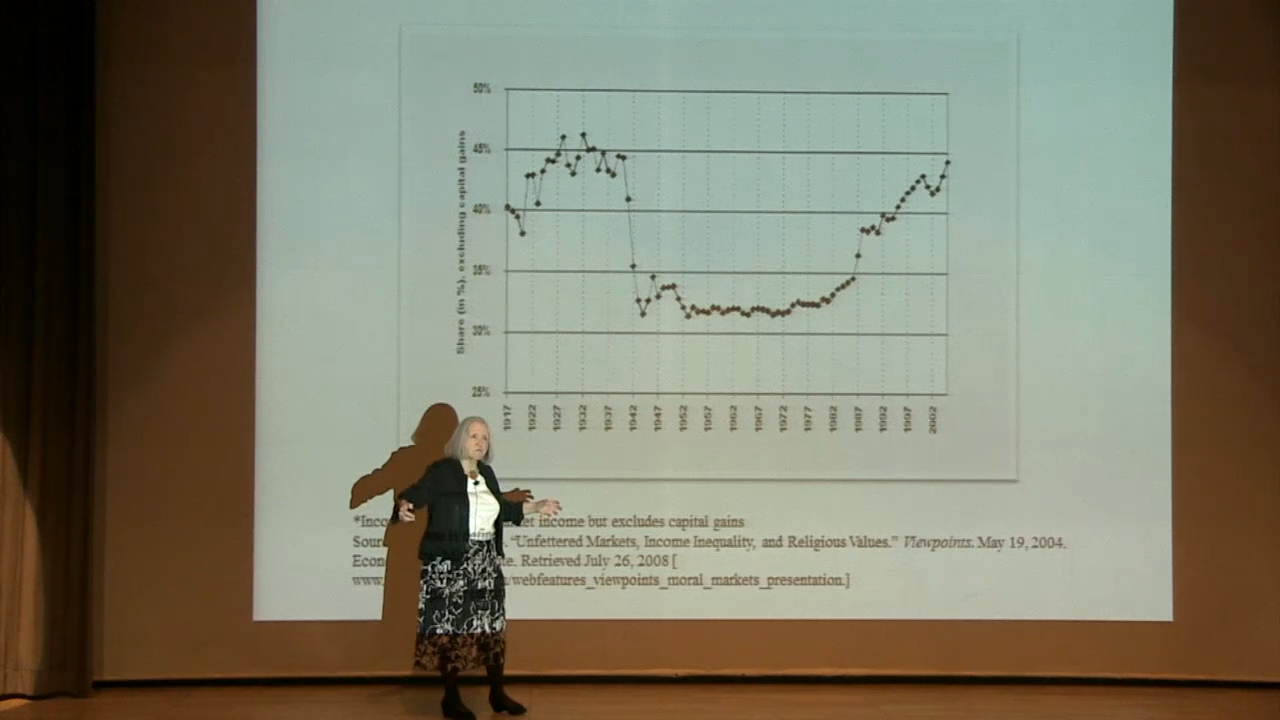 50%
45%
40%
35%
30%
25%
Share (in %), excluding capital gains
1917 1922 1927 1932 1937 1942 1947 1952 1957 1962 1967 1972 1977 1982 1987 1992 1997 2002
*Inco et income but excludes capital gains
Sour . "Unfettered Markets, Income Inequality, and Religious Values." Viewpoints. May 19, 2004.
Econ te. Retrieved July 26, 2008 [
www. /webfeatures_viewpoints_moral_markets_presentation.]